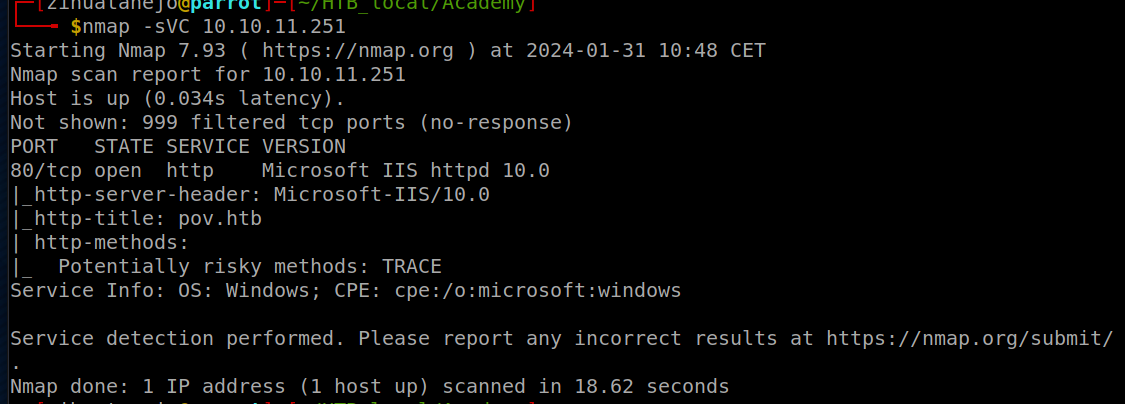 [zihuatanejo@parrot]─[~/HTB_local/Academy]
$nmap -sVC 10.10.11.251
Starting Nmap 7.93 ( https://nmap.org ) at 2024-01-31 10:48 CET
Nmap scan report for 10.10.11.251
Host is up (0.034s latency).
Not shown: 999 filtered tcp ports (no-response)
PORT   STATE SERVICE VERSION
80/tcp open  http    Microsoft IIS httpd 10.0
|_http-server-header: Microsoft-IIS/10.0
|_http-title: pov.htb
| http-methods:
|_  Potentially risky methods: TRACE
Service Info: OS: Windows; CPE: cpe:/o:microsoft:windows
Service detection performed. Please report any incorrect results at https://nmap.org/submit/
.
Nmap done: 1 IP address (1 host up) scanned in 18.62 seconds